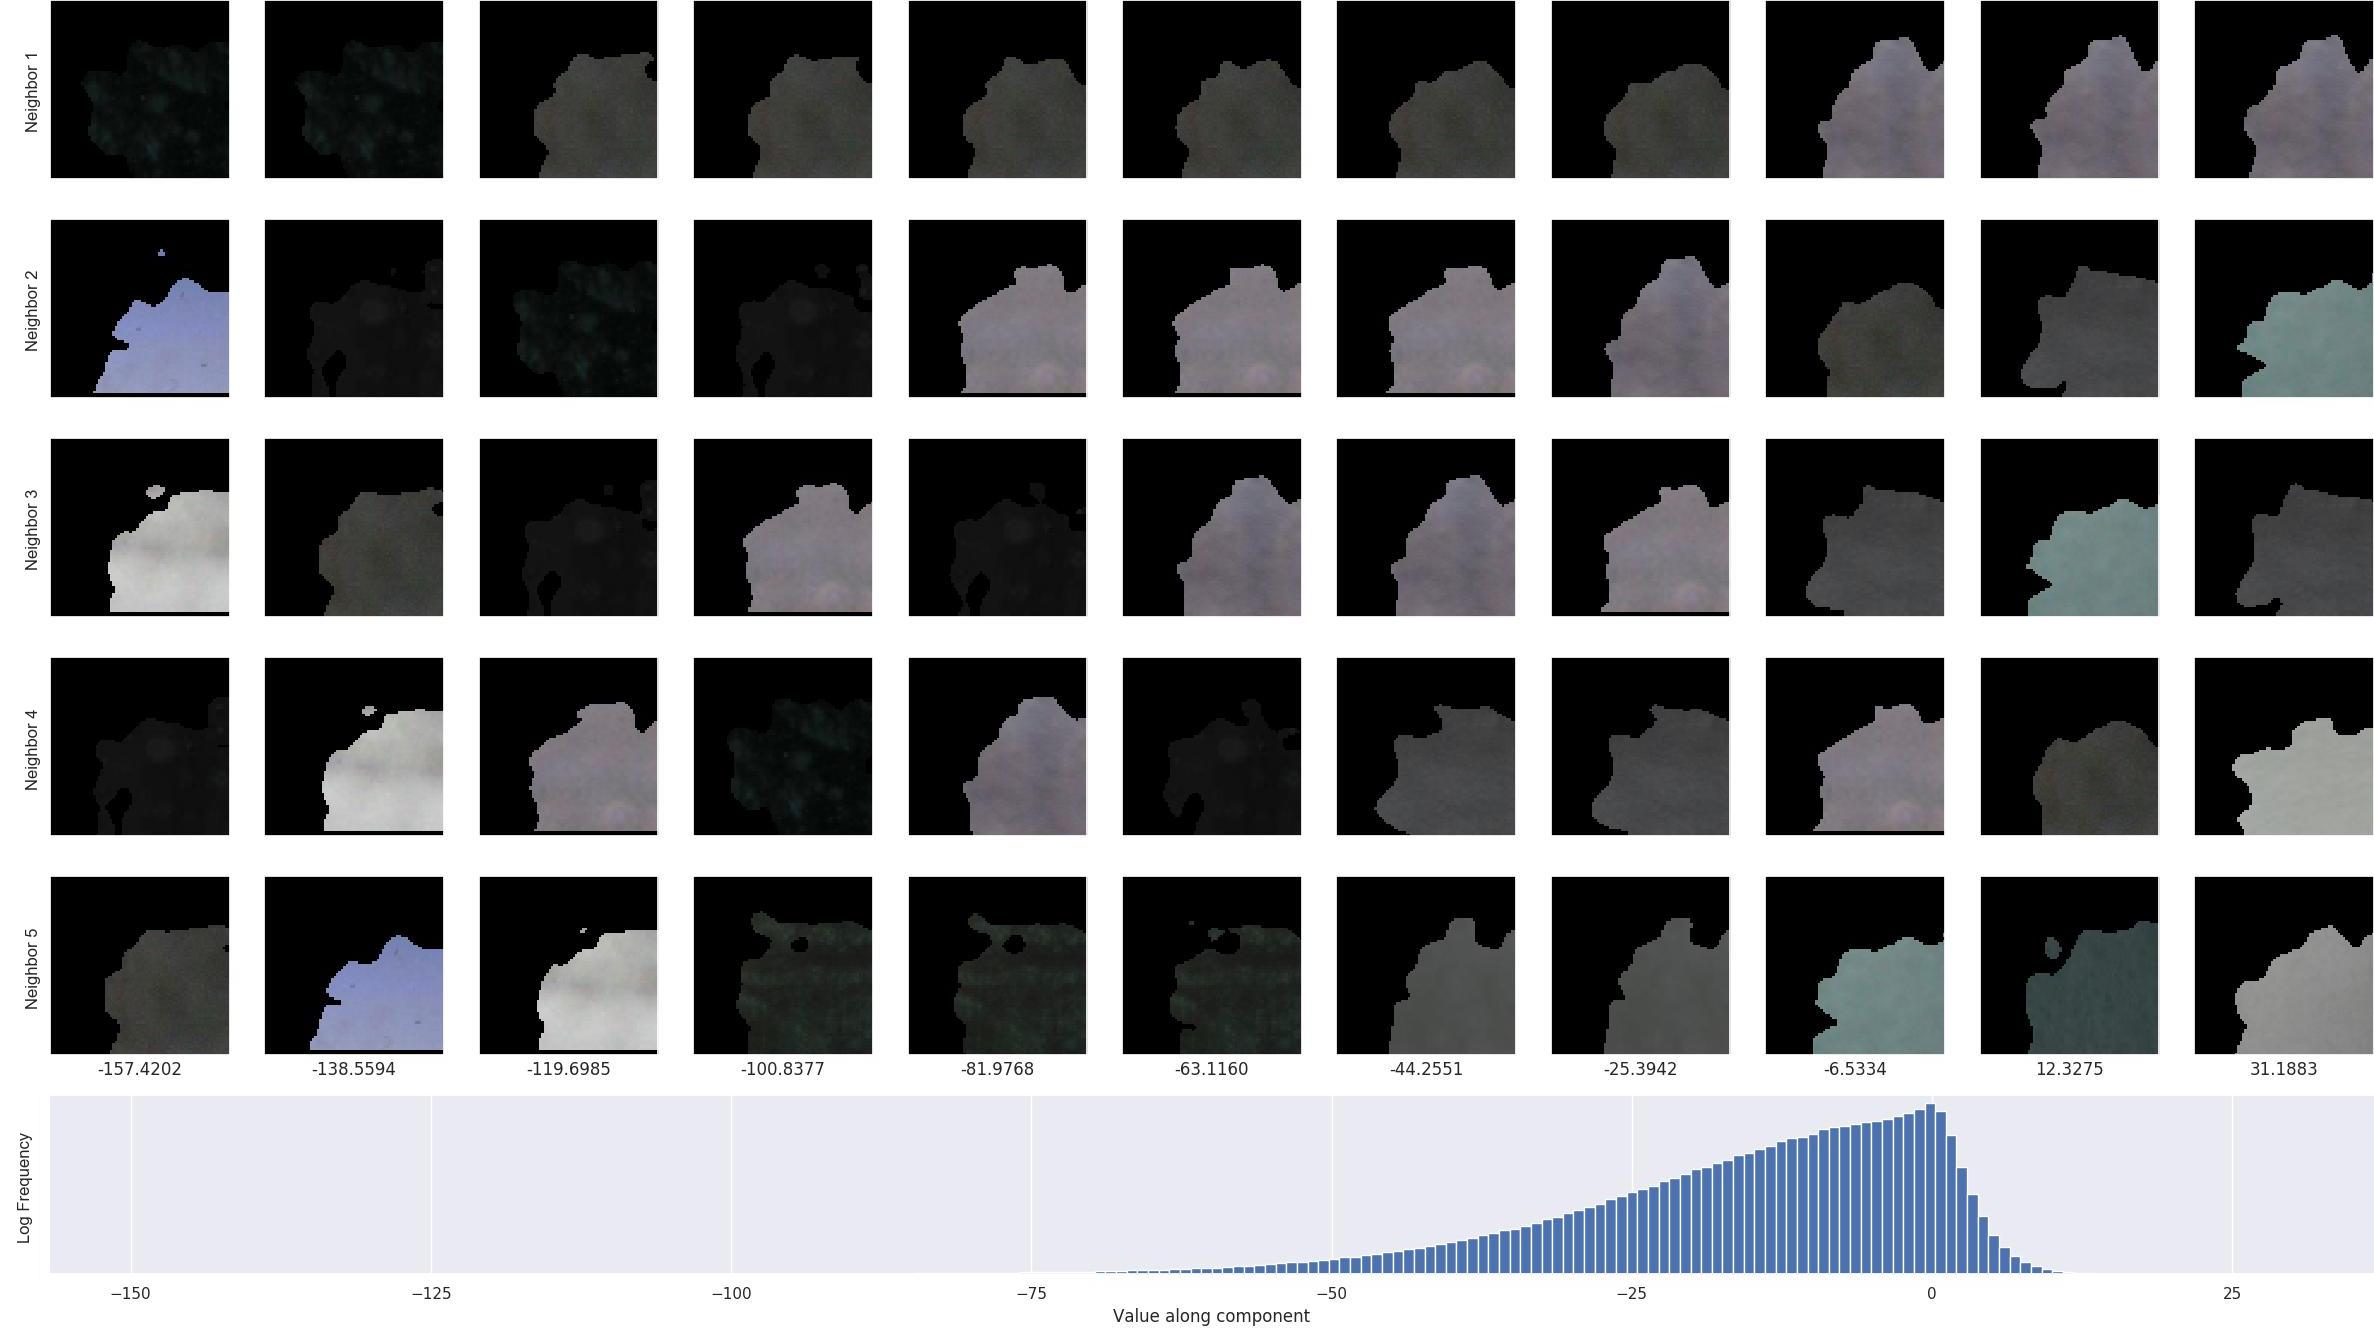 Neighbor 1
Neighbor 2
Neighbor 3
Neighbor 4
Neighbor 5
-157.4202 -138.5594 -119.6985 -100.8377 -81.9768 -63.1160 -44.2551 -25.3942 -6.5334 12.3275 31.1883
Log Frequency
−150 −125 −100 −75 −50 −25 0 25
Value along component